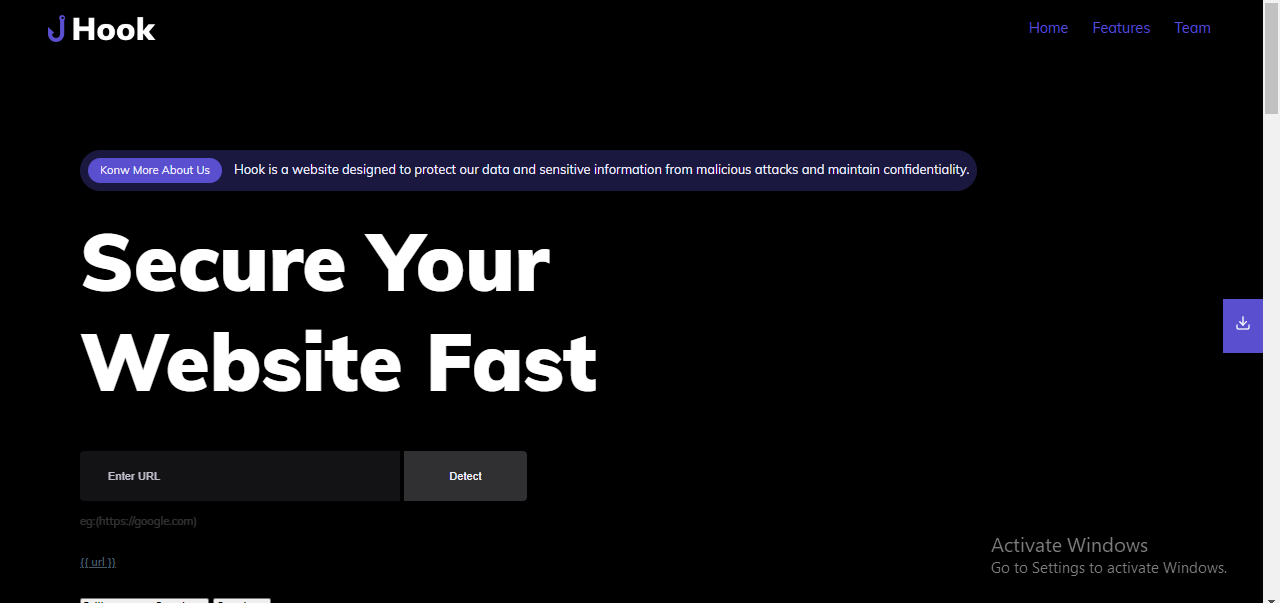 Hook
Home Features Team
Konw More About Us Hook is a website designed to protect our data and sensitive information from malicious attacks and maintain confidentiality.
Secure Your
Website Fast
Enter URL Detect
eg:(https://google.com)
{{ url }}
Activate Windows
Go to Settings to activate Windows.